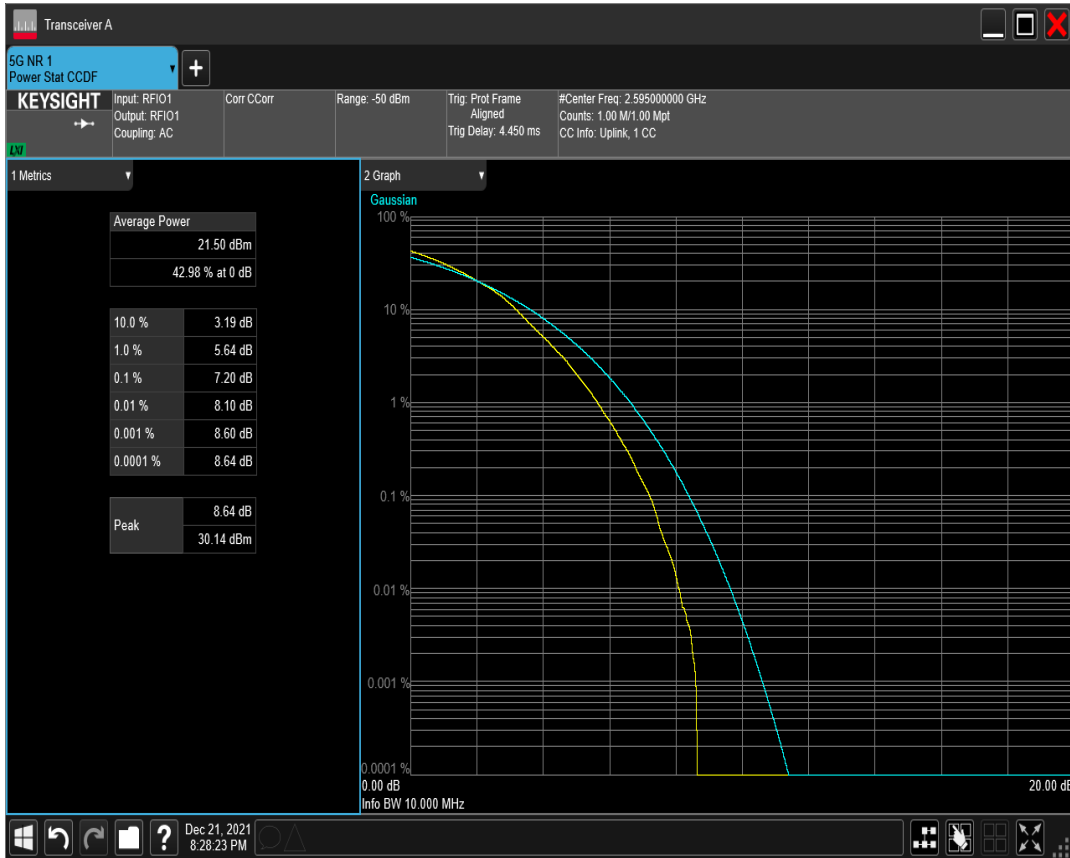 Transceiver A
5G NR 1
Power Stat CCDF
KEYSIGHT
LXI
Input: RFIO1
Output: RFIO1
Coupling: AC
Corr CCorr
Range: -50 dBm
Trig: Prot Frame
Aligned
Trig Delay: 4.450 ms
#Center Freq: 2.595000000 GHz
Counts: 1.00 M/1.00 Mpt
CC Info: Uplink, 1 CC
1 Metrics
Average Power
21.50 dBm
42.98 % at 0 dB
10.0 % 3.19 dB
1.0 % 5.64 dB
0.1 % 7.20 dB
0.01 % 8.10 dB
0.001 % 8.60 dB
0.0001 % 8.64 dB
Peak 8.64 dB
30.14 dBm
2 Graph
Gaussian
100 %
10 %
1 %
0.1 %
0.01 %
0.001 %
0.0001 %
0.00 dB 20.00 dB
Info BW 10.000 MHz
?
Dec 21, 2021
8:28:23 PM